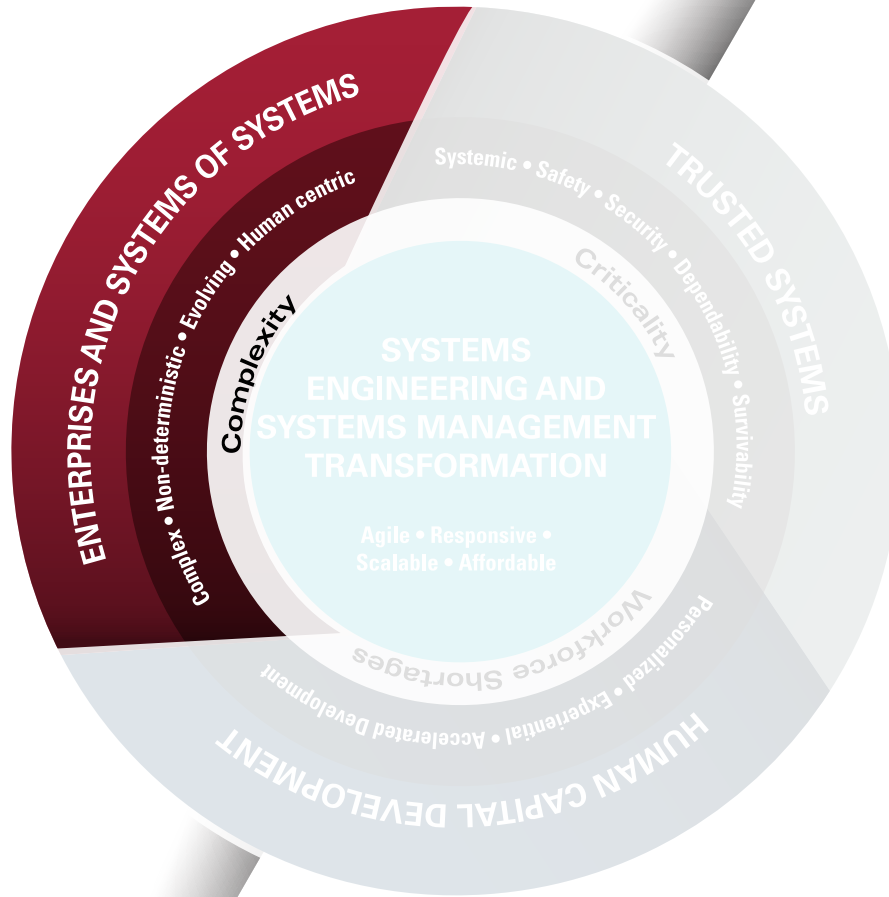 ENTERPRISES AND SYSTEMS OF SYSTEMS
Complex • Non-deterministic • Evolving • Human centric
Complexity
TRUSTED SYSTEMS
Systemic • Safety • Security • Dependability • Survivability
Criticality
SYSTEMS
ENGINEERING AND
SYSTEMS MANAGEMENT
TRANSFORMATION
Agile • Responsive •
Scalable • Affordable
Workforce Shortages
Personalized • Experiential • Accelerated Development
HUMAN CAPITAL DEVELOPMENT